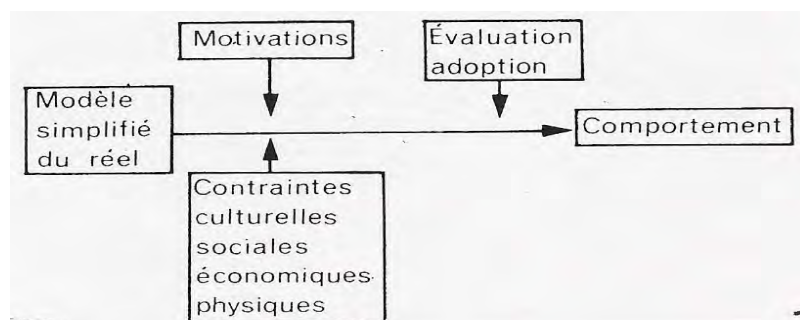 Motivations
Évaluation
adoption
Modèle
simplifié
du réel
Comportement
Contraintes
culturelles
sociales
économiques
physiques